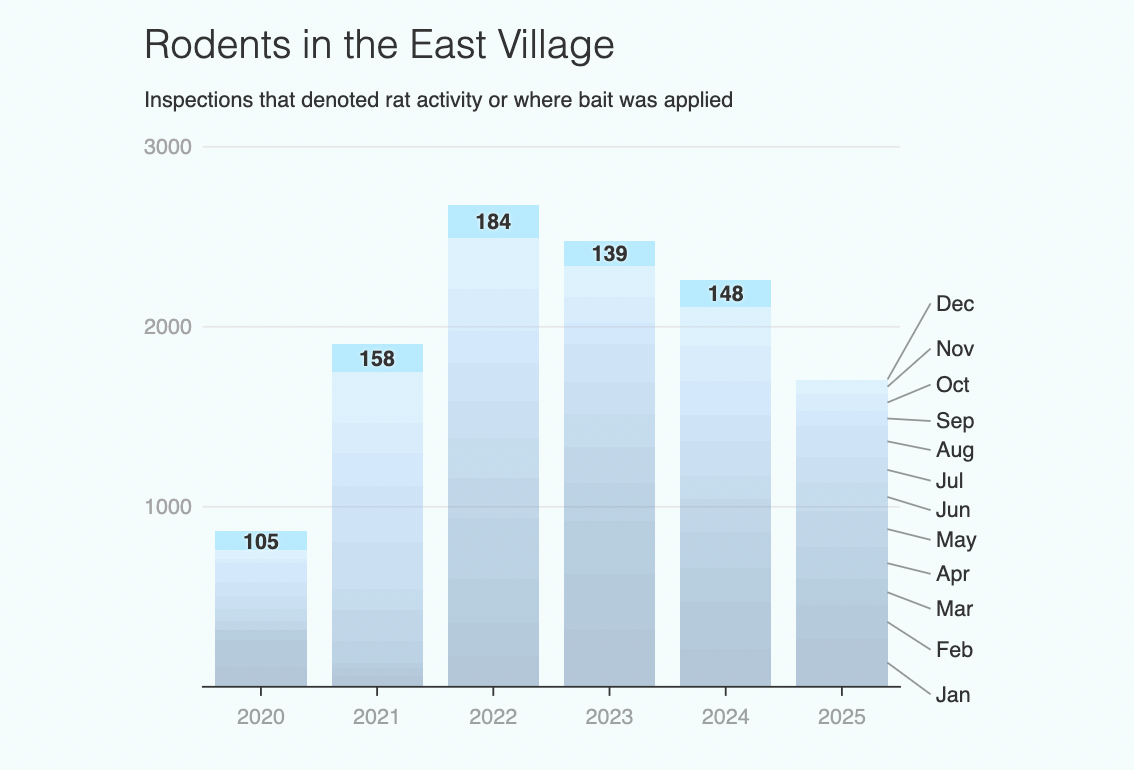 Rodents in the East Village
Inspections that denoted rat activity or where bait was applied
3000
2000
1000
105
158
184
139
148
Dec
Nov
Oct
Sep
Aug
Jul
Jun
May
Apr
Mar
Feb
Jan
2020 2021 2022 2023 2024 2025